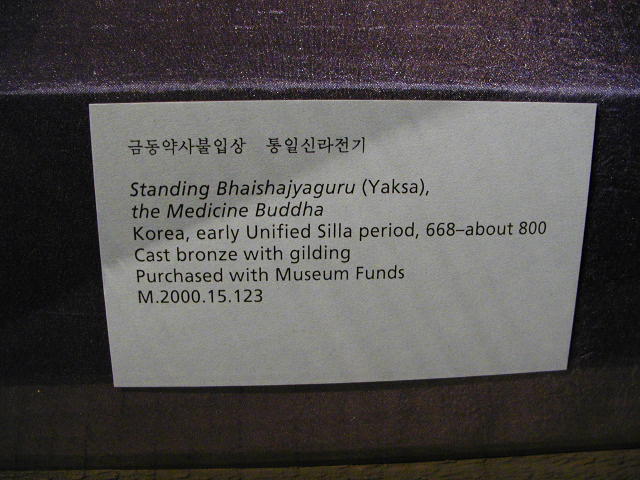 금동약사불입상 통일신라전기
Standing Bhaishajyaguru (Yaksa),
the Medicine Buddha
Korea, early Unified Silla period, 668–about 800
Cast bronze with gilding
Purchased with Museum Funds
M.2000.15.123